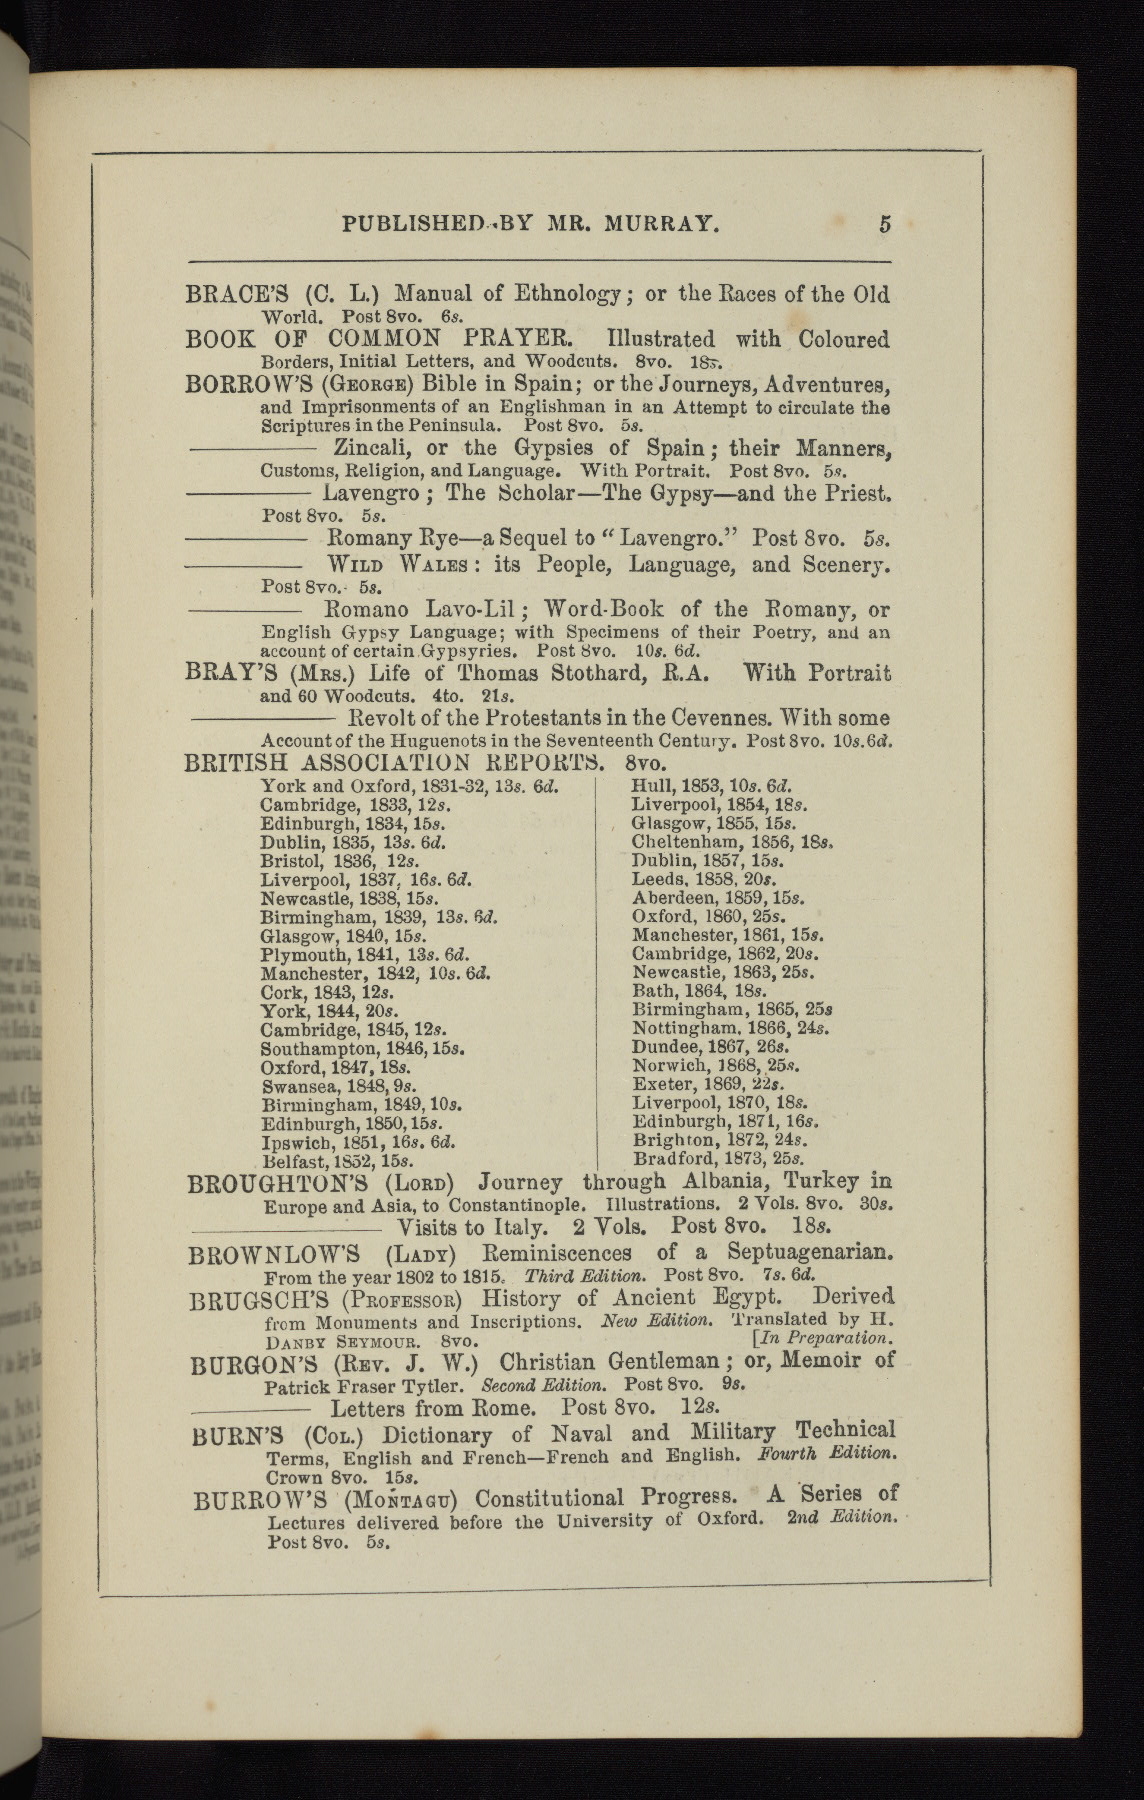 PUBLISHED BY MR. MURRAY. 5
BRACE'S (C. L.) Manual of Ethnology; or the Races of the Old
World. Post 8vo. 6s.
BOOK OF COMMON PRAYER. Illustrated with Coloured
Borders, Initial Letters, and Woodcuts. 8vo. 18s.
BORROW'S (GEORGE) Bible in Spain; or the Journeys, Adventures,
and Imprisonments of an Englishman in an Attempt to circulate the
Scriptures in the Peninsula. Post 8vo. 5s.
——— Zincali, or the Gypsies of Spain; their Manners,
Customs, Religion, and Language. With Portrait. Post 8vo. 5s.
——— Lavengro; The Scholar—The Gypsy—and the Priest.
Post 8vo. 5s.
——— Romany Rye—a Sequel to "Lavengro." Post 8vo. 5s.
——— WILD WALES: its People, Language, and Scenery.
Post 8vo. 5s.
——— Romano Lavo-Lil; Word-Book of the Romany, or
English Gypsy Language; with Specimens of their Poetry, and an
account of certain Gypsyries. Post 8vo. 10s. 6d.
BRAY'S (MRS.) Life of Thomas Stothard, R.A. With Portrait
and 60 Woodcuts. 4to. 21s.
——— Revolt of the Protestants in the Cevennes. With some
Account of the Huguenots in the Seventeenth Century. Post 8vo. 10s. 6d.
BRITISH ASSOCIATION REPORTS. 8vo.
York and Oxford, 1831-32, 13s. 6d.
Cambridge, 1833, 12s.
Edinburgh, 1834, 15s.
Dublin, 1835, 13s. 6d.
Bristol, 1836, 12s.
Liverpool, 1837, 16s. 6d.
Newcastle, 1838, 15s.
Birmingham, 1839, 13s. 6d.
Glasgow, 1840, 15s.
Plymouth, 1841, 13s. 6d.
Manchester, 1842, 10s. 6d.
Cork, 1843, 12s.
York, 1844, 20s.
Cambridge, 1845, 12s.
Southampton, 1846, 15s.
Oxford, 1847, 18s.
Swansea, 1848, 9s.
Birmingham, 1849, 10s.
Edinburgh, 1850, 15s.
Ipswich, 1851, 16s. 6d.
Belfast, 1852, 15s.
Hull, 1853, 10s. 6d.
Liverpool, 1854, 18s.
Glasgow, 1855, 15s.
Cheltenham, 1856, 18s.
Dublin, 1857, 15s.
Leeds, 1858, 20s.
Aberdeen, 1859, 15s.
Oxford, 1860, 25s.
Manchester, 1861, 15s.
Cambridge, 1862, 20s.
Newcastle, 1863, 25s.
Bath, 1864, 18s.
Birmingham, 1865, 25s
Nottingham, 1866, 24s.
Dundee, 1867, 26s.
Norwich, 1868, 25s.
Exeter, 1869, 22s.
Liverpool, 1870, 18s.
Edinburgh, 1871, 16s.
Brighton, 1872, 24s.
Bradford, 1873, 25s.
BROUGHTON'S (LORD) Journey through Albania, Turkey in
Europe and Asia, to Constantinople. Illustrations. 2 Vols. 8vo. 30s.
——— Visits to Italy. 2 Vols. Post 8vo. 18s.
BROWNLOW'S (LADY) Reminiscences of a Septuagenarian.
From the year 1802 to 1815. Third Edition. Post 8vo. 7s. 6d.
BRUGSCH'S (PROFESSOR) History of Ancient Egypt. Derived
from Monuments and Inscriptions. New Edition. Translated by H.
DANBY SEYMOUR. 8vo. [In Preparation.
BURGON'S (REV. J. W.) Christian Gentleman; or, Memoir of
Patrick Fraser Tytler. Second Edition. Post 8vo. 9s.
——— Letters from Rome. Post 8vo. 12s.
BURN'S (COL.) Dictionary of Naval and Military Technical
Terms, English and French—French and English. Fourth Edition.
Crown 8vo. 15s.
BURROW'S (MONTAGU) Constitutional Progress. A Series of
Lectures delivered before the University of Oxford. 2nd Edition.
Post 8vo. 5s.